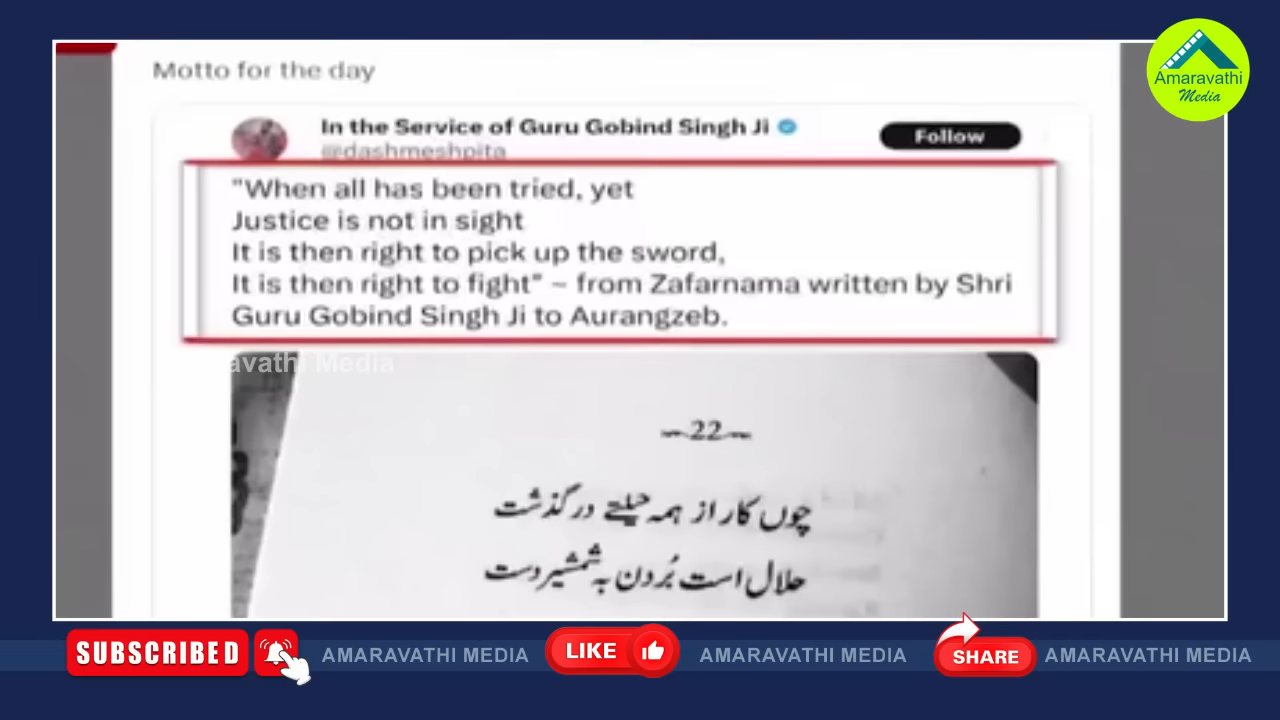 Motto for the day
Amaravathi
Media
In the Service of Guru Gobind Singh Ji
Follow
@dashmeshpita
"When all has been tried, yet
Justice is not in sight
It is then right to pick up the sword,
It is then right to fight" ~ from Zafarnama written by Shri
Guru Gobind Singh Ji to Aurangzeb.
avathi Media
22
چوں کار از ہمہ حیلتے در گذشت
حلال است بُردن بہ شمشیر دست
SUBSCRIBED
AMARAVATHI MEDIA
LIKE
AMARAVATHI MEDIA
SHARE
AMARAVATHI MEDIA